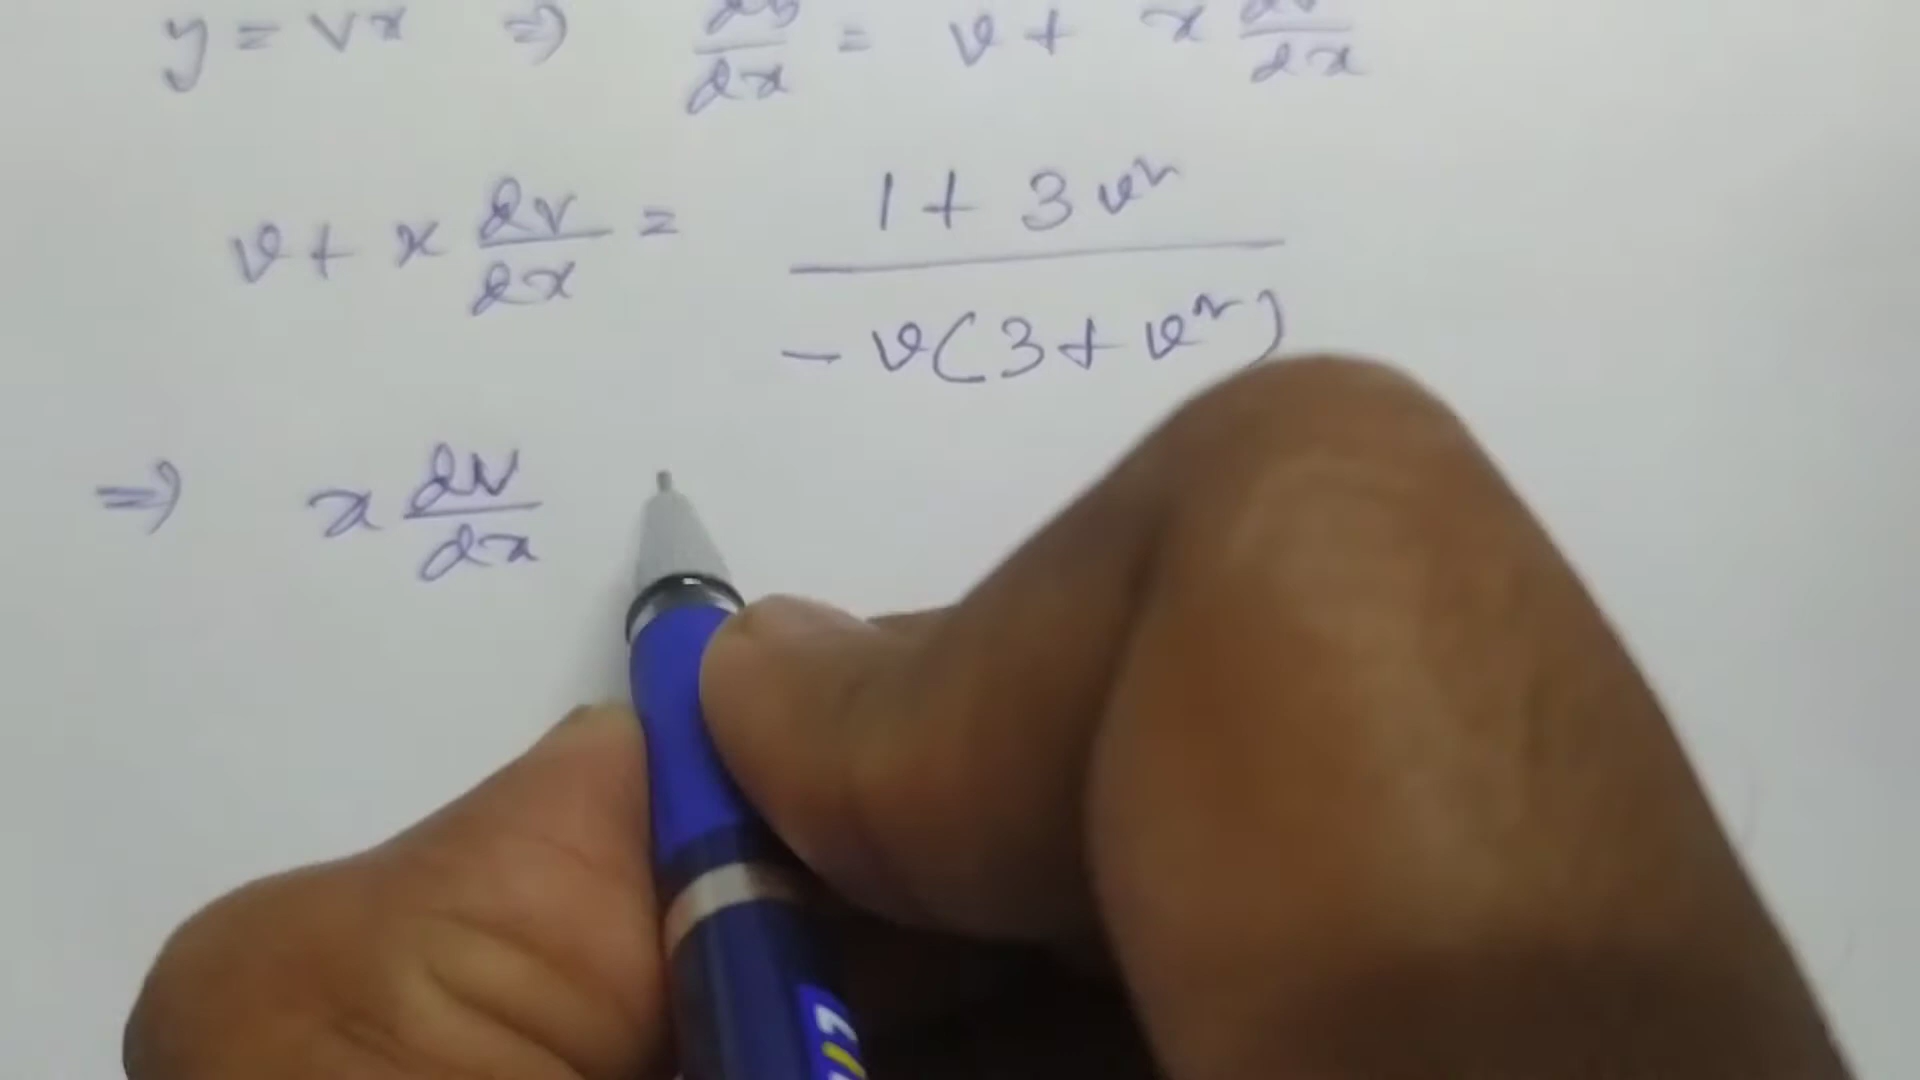 y = vx ⇒ dy/dx = v + x dv/dx
v + x dv/dx = (1 + 3v²)/(-v(3 + v²))
⇒ x dv/dx